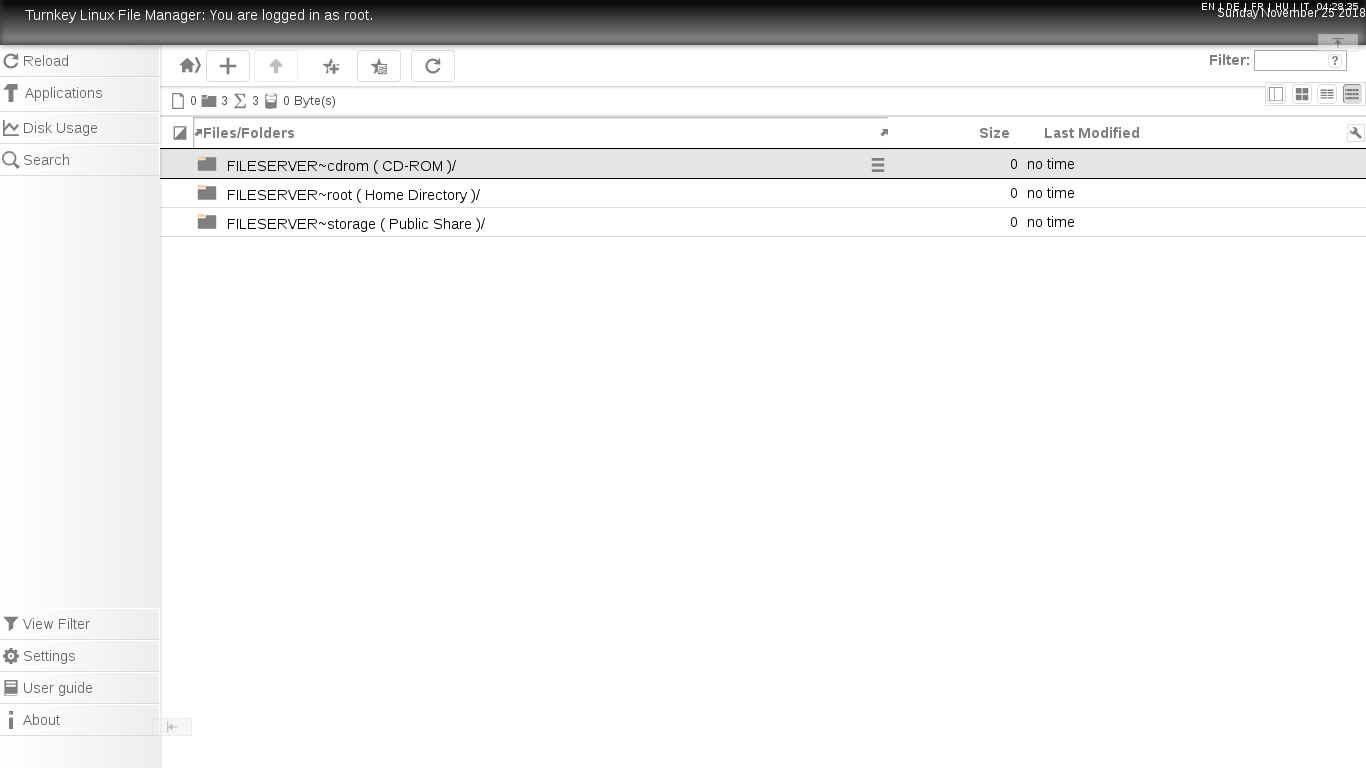 Turnkey Linux File Manager: You are logged in as root.
EN | DE | FR | HU | IT 04:28:35
Sunday November 25 2018
Reload
Applications
Disk Usage
Search
Filter:
?
0 3 3 0 Byte(s)
Files/Folders Size Last Modified
FILESERVER~cdrom ( CD-ROM )/ 0 no time
FILESERVER~root ( Home Directory )/ 0 no time
FILESERVER~storage ( Public Share )/ 0 no time
View Filter
Settings
User guide
About